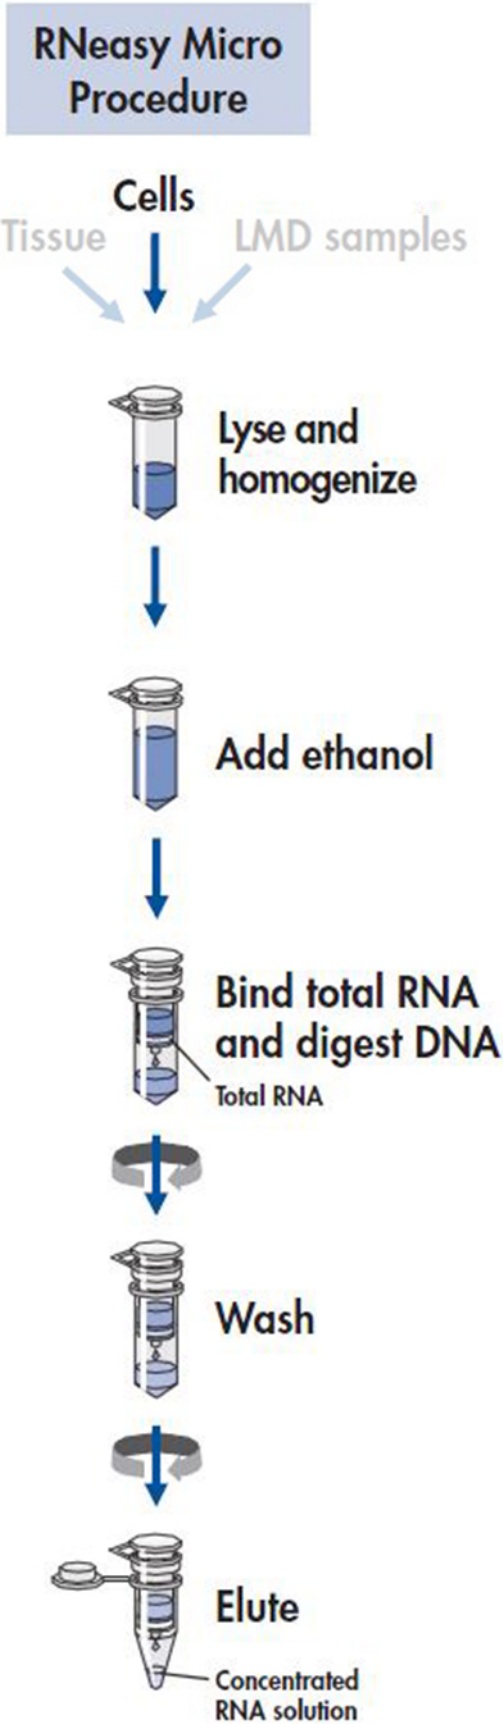 RNeasy Micro
Procedure
Cells
Tissue
LMD samples
Lyse and
homogenize
Add ethanol
Bind total RNA
and digest DNA
Total RNA
Wash
Elute
Concentrated
RNA solution